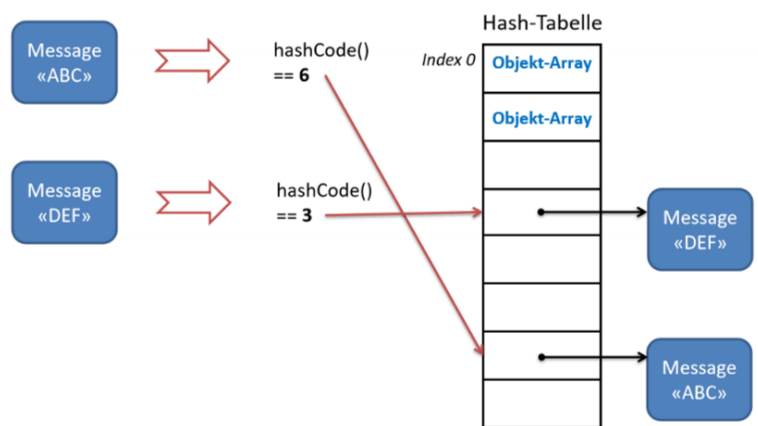 Hash-Tabelle
Message
«ABC»
hashCode()
== 6
Index 0
Objekt-Array
Objekt-Array
Message
«DEF»
hashCode()
== 3
Message
«DEF»
Message
«ABC»